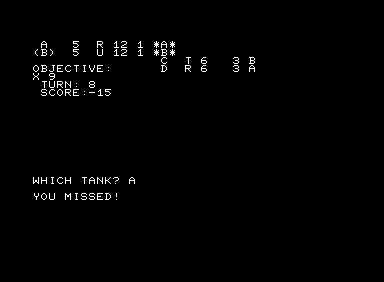 A 5 R 12 1 *A*
(B) 5 U 12 1 *B*
C T 6 3 B
OBJECTIVE: D R 6 3 A
X 9
TURN: 8
SCORE:-15
WHICH TANK? A
YOU MISSED!